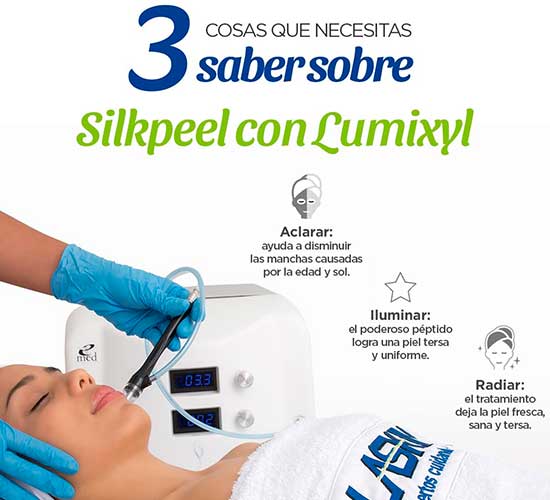 3 COSAS QUE NECESITAS
saber sobre
Silkpeel con Lumixyl
Aclarar:
ayuda a disminuir
las manchas causadas
por la edad y sol.
Iluminar:
el poderoso péptido
logra una piel tersa
y uniforme.
Radiar:
el tratamiento
deja la piel fresca,
sana y tersa.
med
03.3